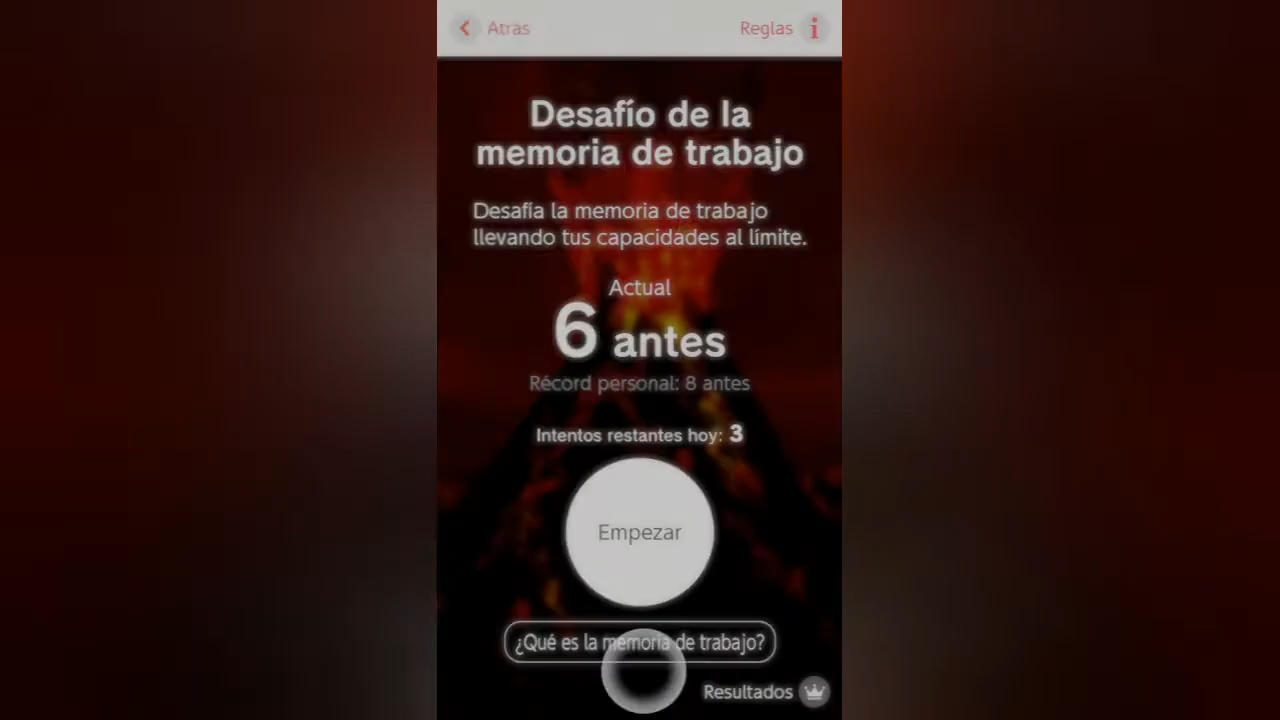 Atras
Reglas
Desafío de la
memoria de trabajo
Desafía la memoria de trabajo
llevando tus capacidades al límite.
Actual
6 antes
Récord personal: 8 antes
Intentos restantes hoy: 3
Empezar
¿Qué es la memoria de trabajo?
Resultados